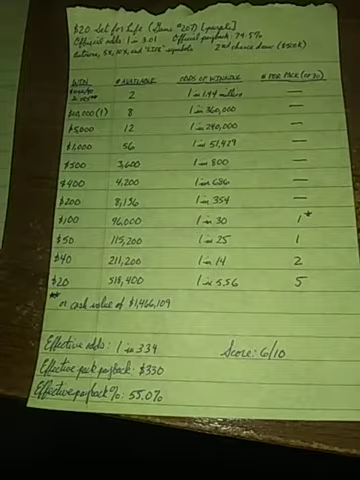 $20 Set for Life (Game #207) [purple]
Official odds: 1 in 3.01 Official payback: 74.5%
5X, 10X, and "LIFE" symbols 2nd chance draw ($50K)
WIN # AVAILABLE ODDS OF WINNING # PER PACK (OF 30)
2 1 in 1.44 million —
$10,000 (1) 8 1 in 360,000 —
$5,000 12 1 in 240,000 —
$1,000 56 1 in 51,429 —
$500 3,600 1 in 800 —
$400 4,200 1 in 686 —
$200 8,136 1 in 354 —
$100 96,000 1 in 30 1*
$50 115,200 1 in 25 1
$40 211,200 1 in 14 2
$20 518,400 1 in 5.56 5
** or cash value of $1,466,109
Effective odds: 1 in 3.34 Score: 6/10
Effective pack payback: $330
Effective payback %: 55.0%